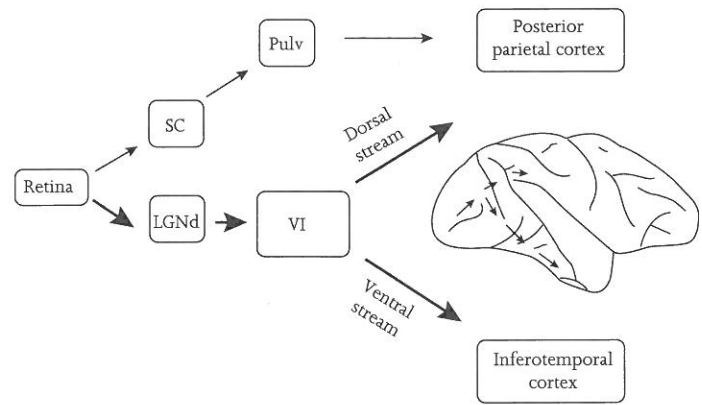 Posterior
parietal cortex
Pulv
SC
Dorsal
stream
Retina
LGNd
VI
Ventral
stream
Inferotemporal
cortex